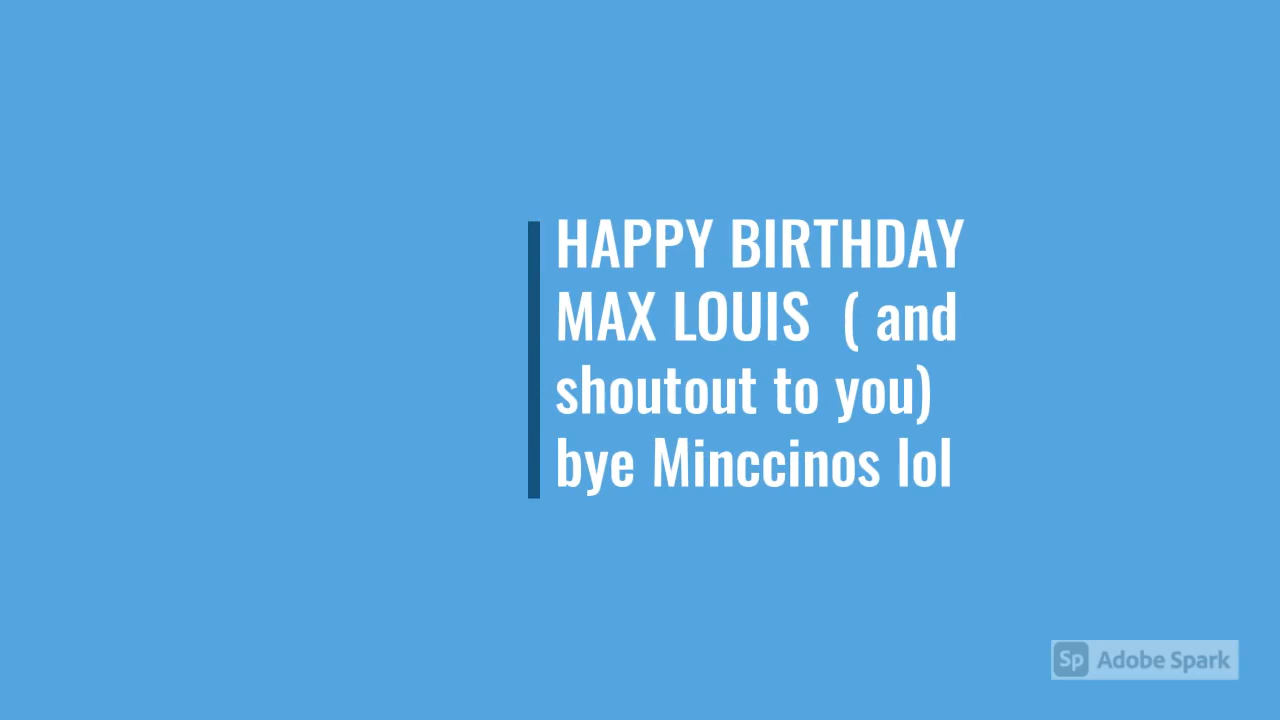 HAPPY BIRTHDAY
MAX LOUIS  ( and
shoutout to you)
bye Minccinos lol
Sp Adobe Spark